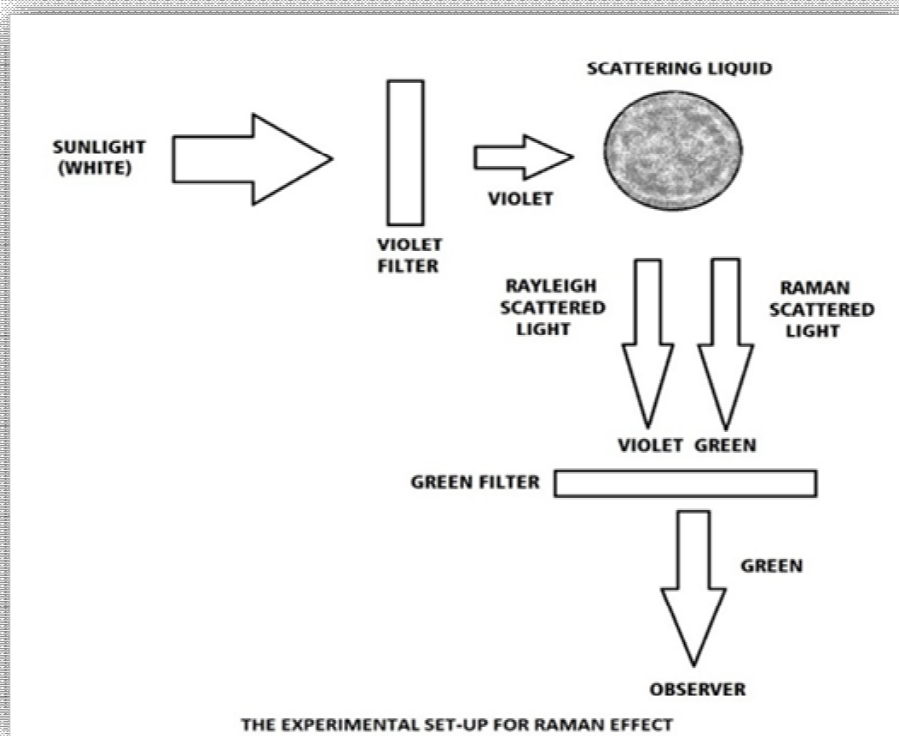 SCATTERING LIQUID
SUNLIGHT
(WHITE)
VIOLET
VIOLET
FILTER
RAYLEIGH
SCATTERED
LIGHT
RAMAN
SCATTERED
LIGHT
VIOLET GREEN
GREEN FILTER
GREEN
OBSERVER
THE EXPERIMENTAL SET-UP FOR RAMAN EFFECT